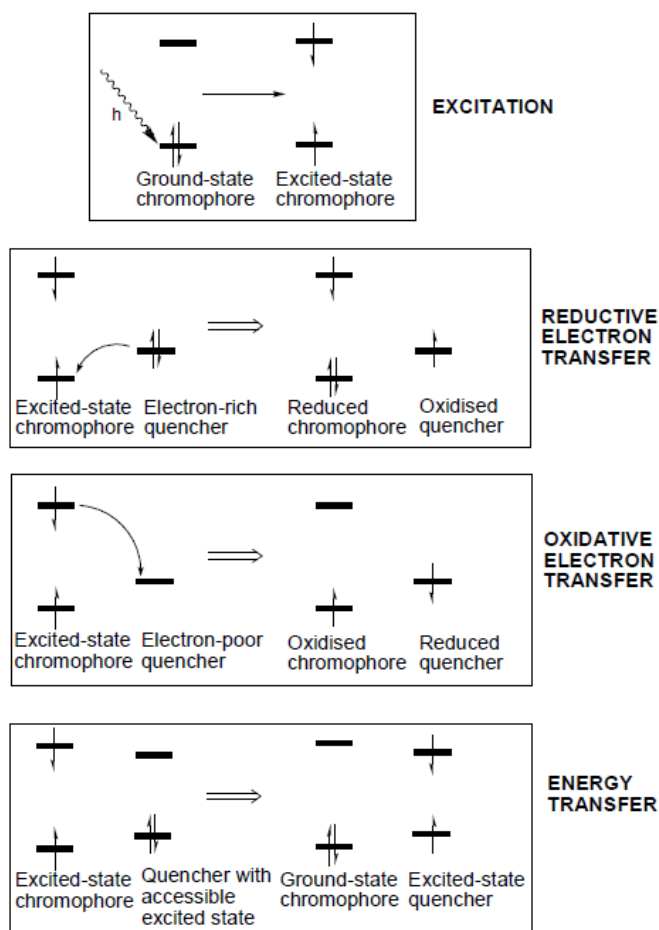 h
Ground-state
chromophore
Excited-state
chromophore
EXCITATION
Excited-state
chromophore
Electron-rich
quencher
Reduced
chromophore
Oxidised
quencher
REDUCTIVE
ELECTRON
TRANSFER
Excited-state
chromophore
Electron-poor
quencher
Oxidised
chromophore
Reduced
quencher
OXIDATIVE
ELECTRON
TRANSFER
Excited-state
chromophore
Quencher with
accessible
excited state
Ground-state
chromophore
Excited-state
quencher
ENERGY
TRANSFER